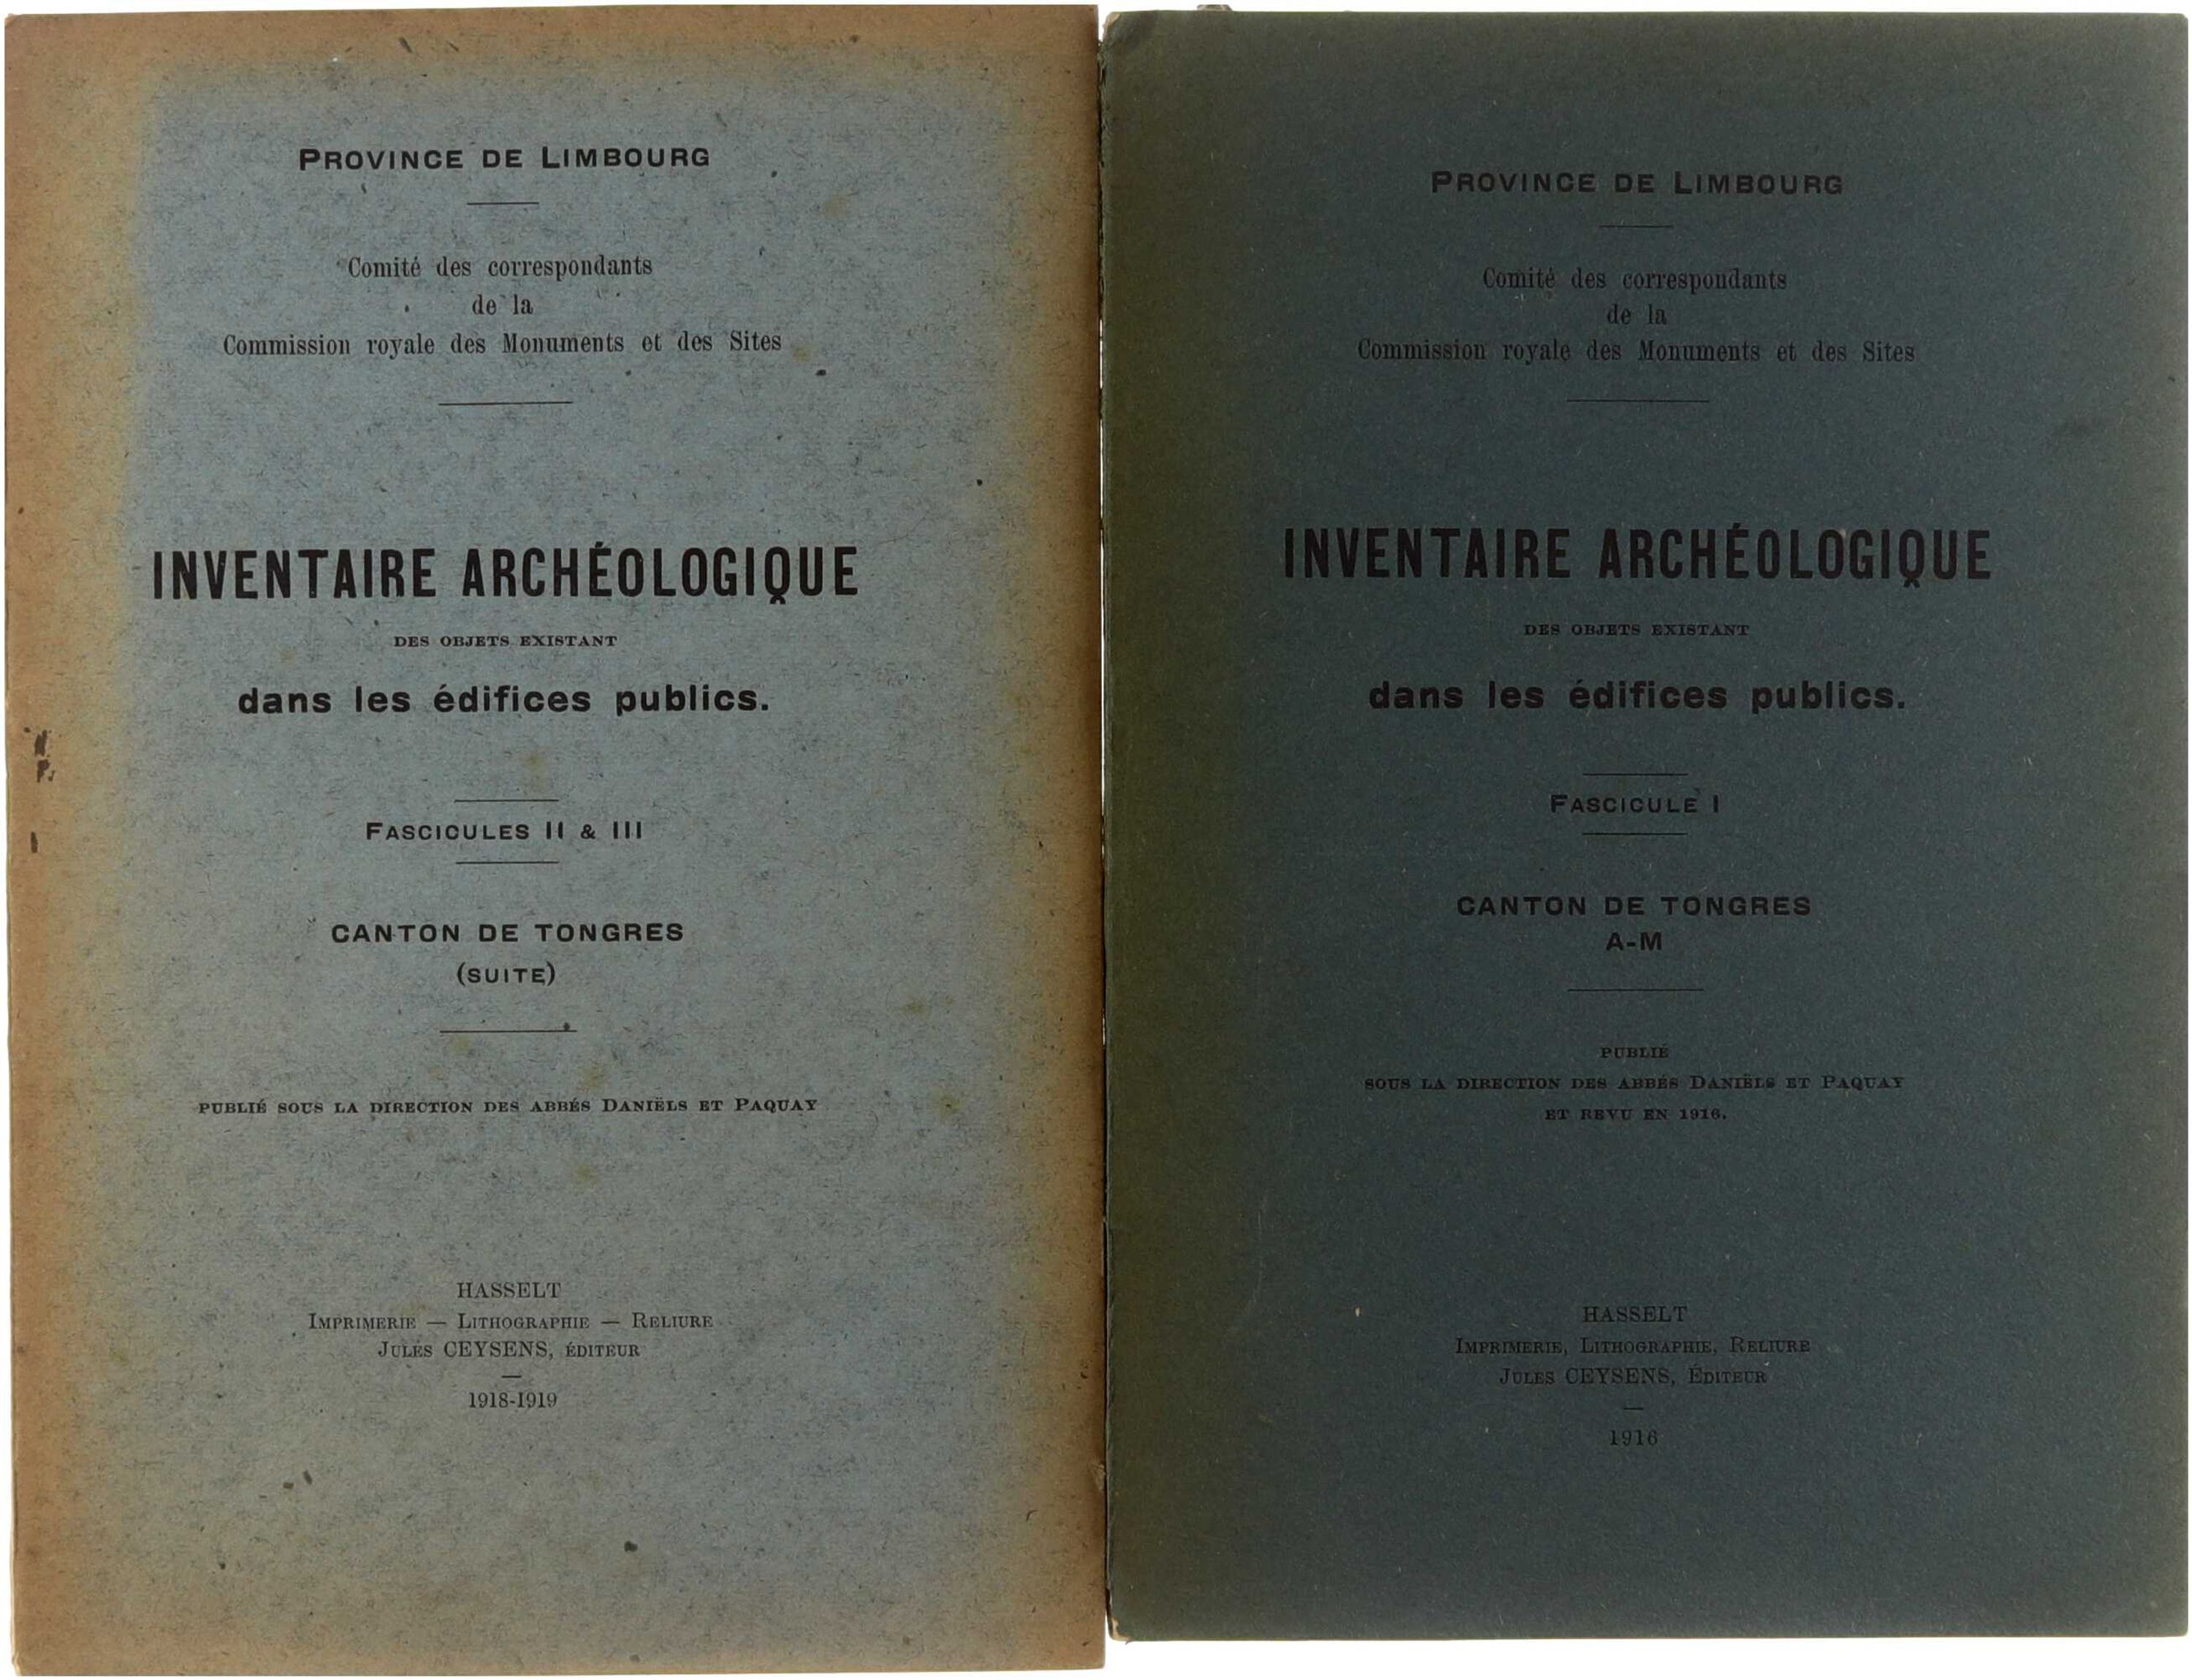 PROVINCE DE LIMBOURG
Comité des correspondants
de la
Commission royale des Monuments et des Sites
INVENTAIRE ARCHÉOLOGIQUE
DES OBJETS EXISTANT
dans les édifices publics.
FASCICULES II & III
CANTON DE TONGRES
(SUITE)
PUBLIÉ SOUS LA DIRECTION DES ABBÉS DANIËLS ET PAQUAY
HASSELT
IMPRIMERIE — LITHOGRAPHIE — RELIURE
JULES CEYSENS, ÉDITEUR
1918-1919
PROVINCE DE LIMBOURG
Comité des correspondants
de la
Commission royale des Monuments et des Sites
INVENTAIRE ARCHÉOLOGIQUE
DES OBJETS EXISTANT
dans les édifices publics.
FASCICULE I
CANTON DE TONGRES
A-M
PUBLIÉ
SOUS LA DIRECTION DES ABBÉS DANIËLS ET PAQUAY
ET REVU EN 1916.
HASSELT
IMPRIMERIE, LITHOGRAPHIE, RELIURE
JULES CEYSENS, ÉDITEUR
1916